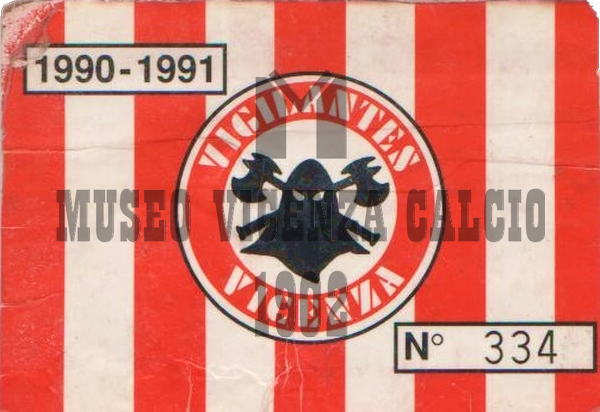 1990-1991
VIGILANTES
M
MUSEO VICENZA CALCIO
1902
VICENZA
N° 334